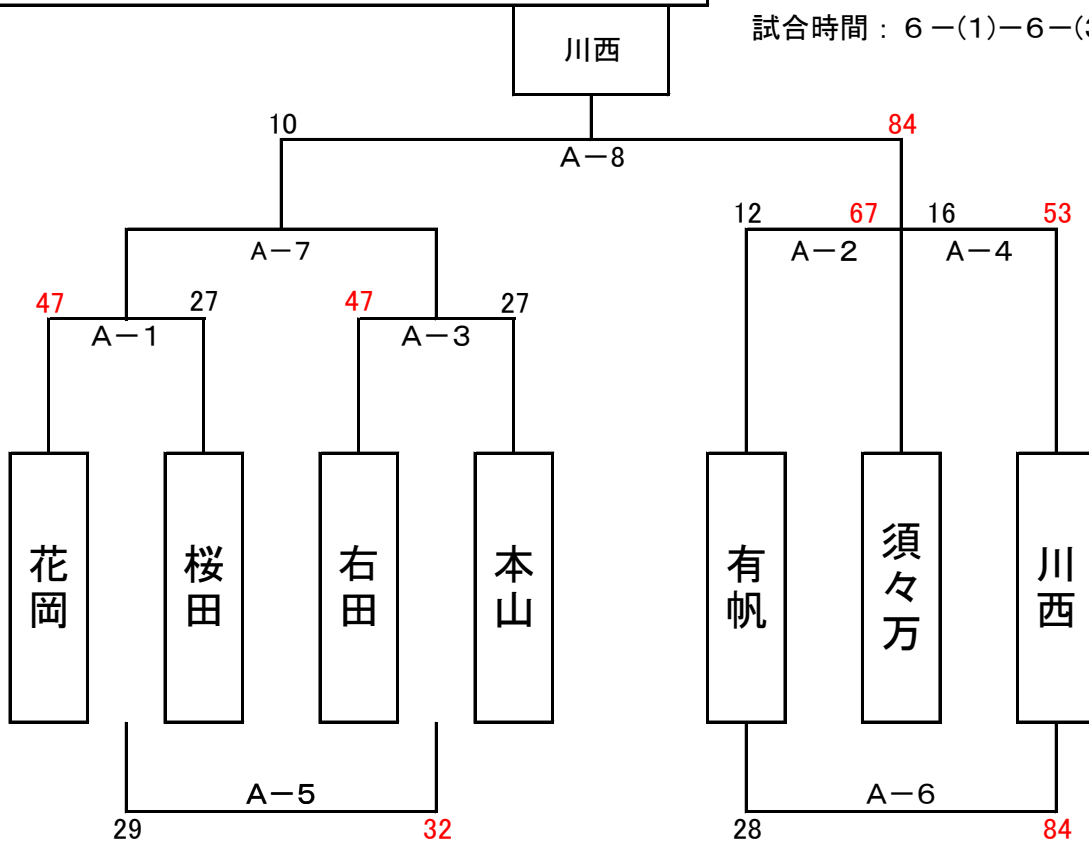 試合時間：６－(1)－６－(3
川西
10
84
Ａ－８
12
67
16
53
Ａ－７
Ａ－２
Ａ－４
47
27
47
27
Ａ－１
Ａ－３
花岡
桜田
右田
本山
有帆
須々万
川西
Ａ－５
Ａ－６
29
32
28
84